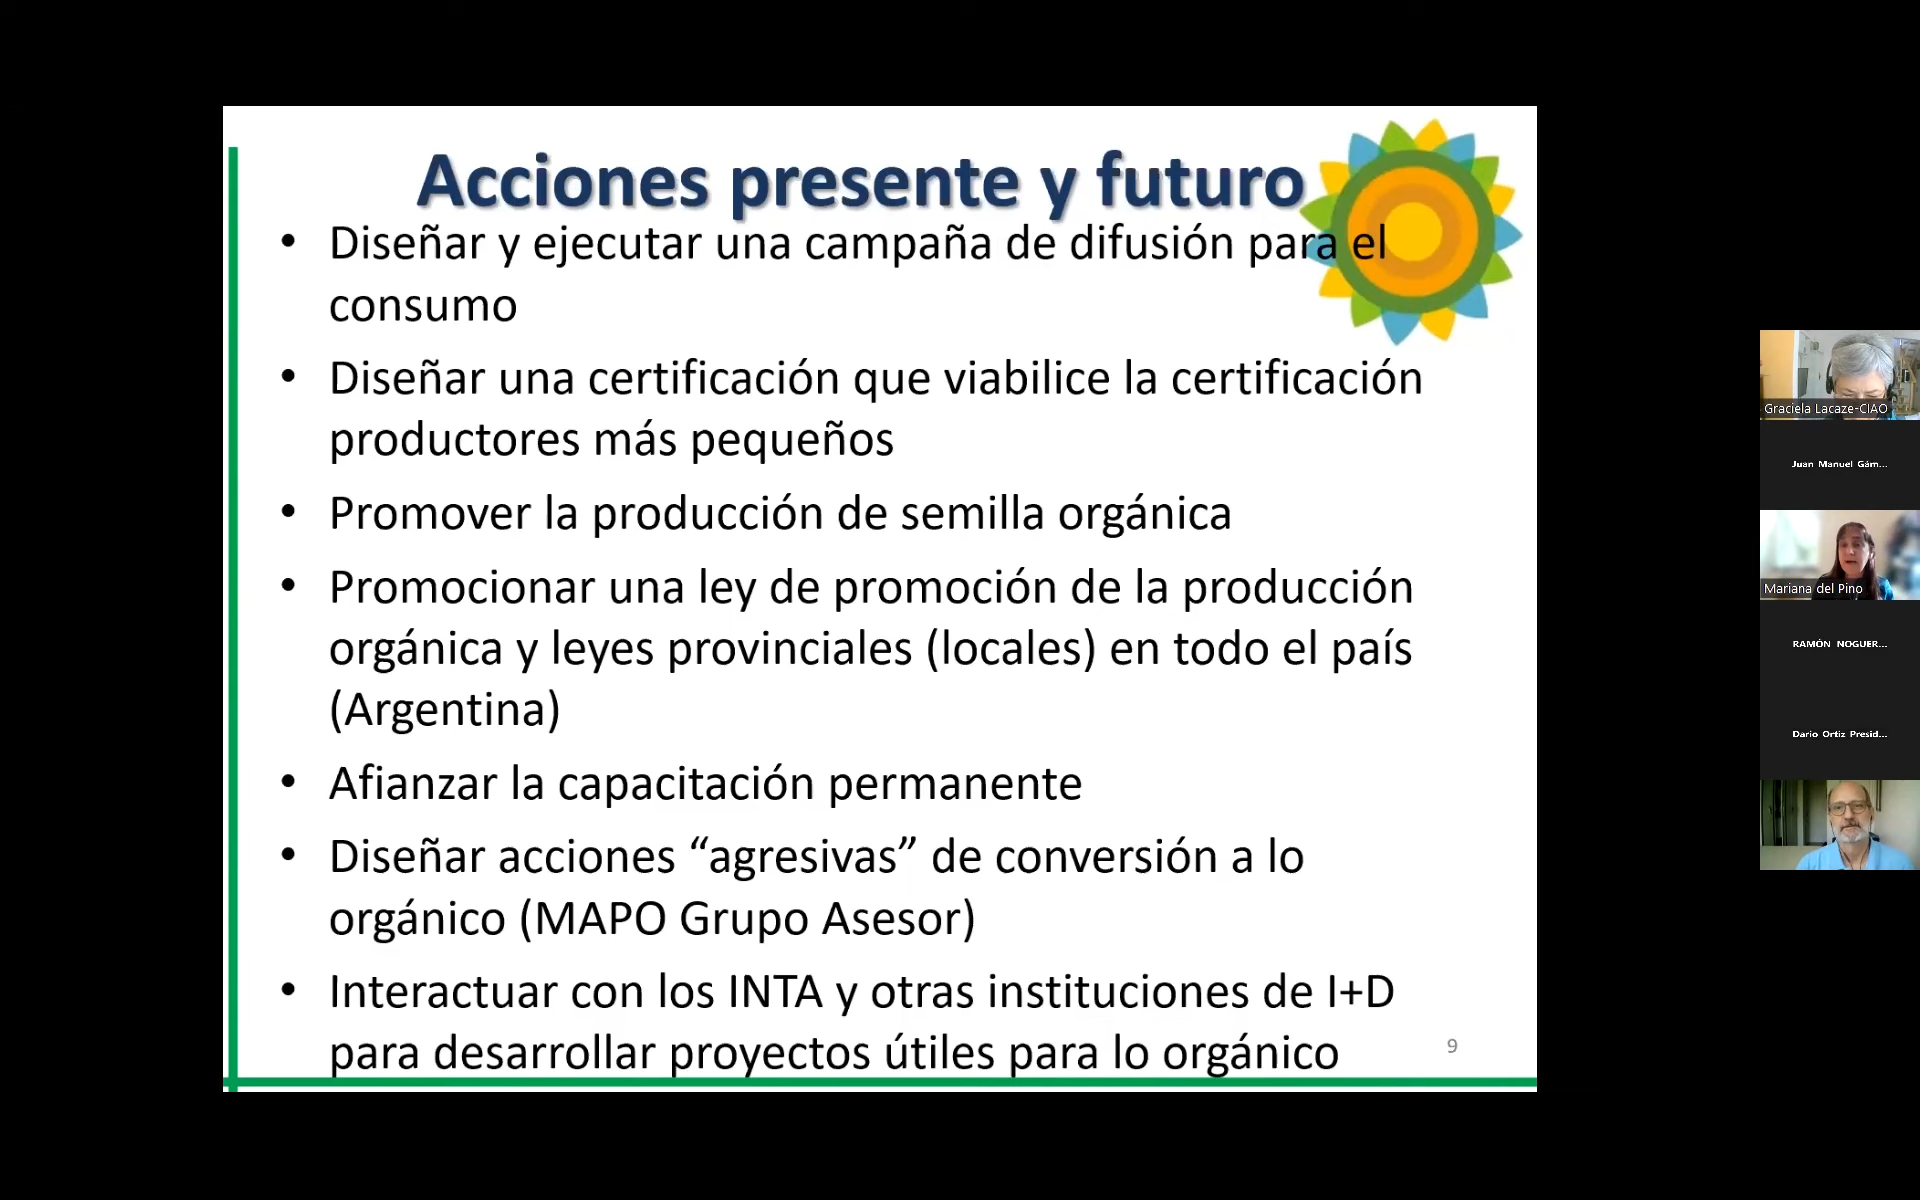 Acciones presente y futuro
• Diseñar y ejecutar una campaña de difusión para el
consumo
• Diseñar una certificación que viabilice la certificación
productores más pequeños
• Promover la producción de semilla orgánica
• Promocionar una ley de promoción de la producción
orgánica y leyes provinciales (locales) en todo el país
(Argentina)
• Afianzar la capacitación permanente
• Diseñar acciones “agresivas” de conversión a lo
orgánico (MAPO Grupo Asesor)
• Interactuar con los INTA y otras instituciones de I+D
para desarrollar proyectos útiles para lo orgánico
9
Graciela Lacaze-CIAO
Juan Manuel Gám...
Mariana del Pino
RAMÓN NOGUER...
Dario Ortiz Presid...